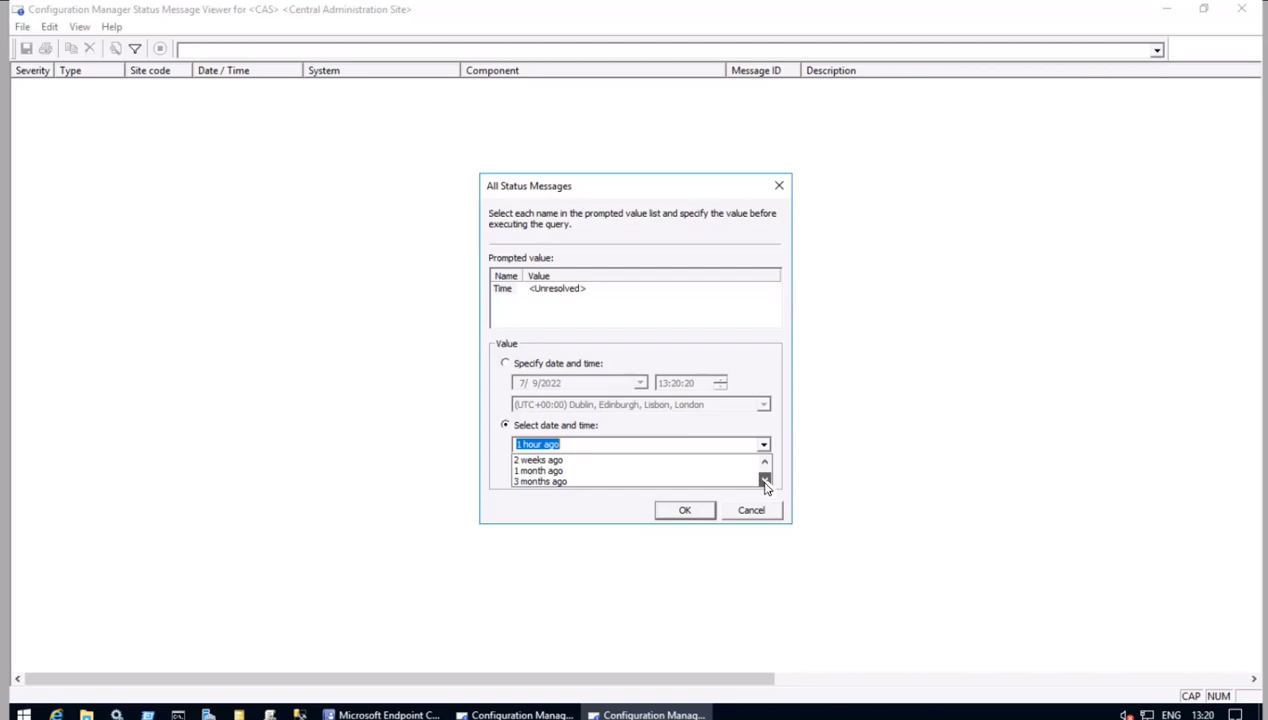 Configuration Manager Status Message Viewer for <CAS> <Central Administration Site>
File Edit View Help
Severity Type Site code Date / Time System Component Message ID Description
All Status Messages
Select each name in the prompted value list and specify the value before
executing the query.
Prompted value:
Name Value
Time <Unresolved>
Value
Specify date and time:
7/ 9/2022 13:20:20
(UTC+00:00) Dublin, Edinburgh, Lisbon, London
Select date and time:
1 hour ago
2 weeks ago
1 month ago
3 months ago
OK Cancel
CAP NUM
Microsoft Endpoint C... Configuration Manag... Configuration Manag... ENG 13:20